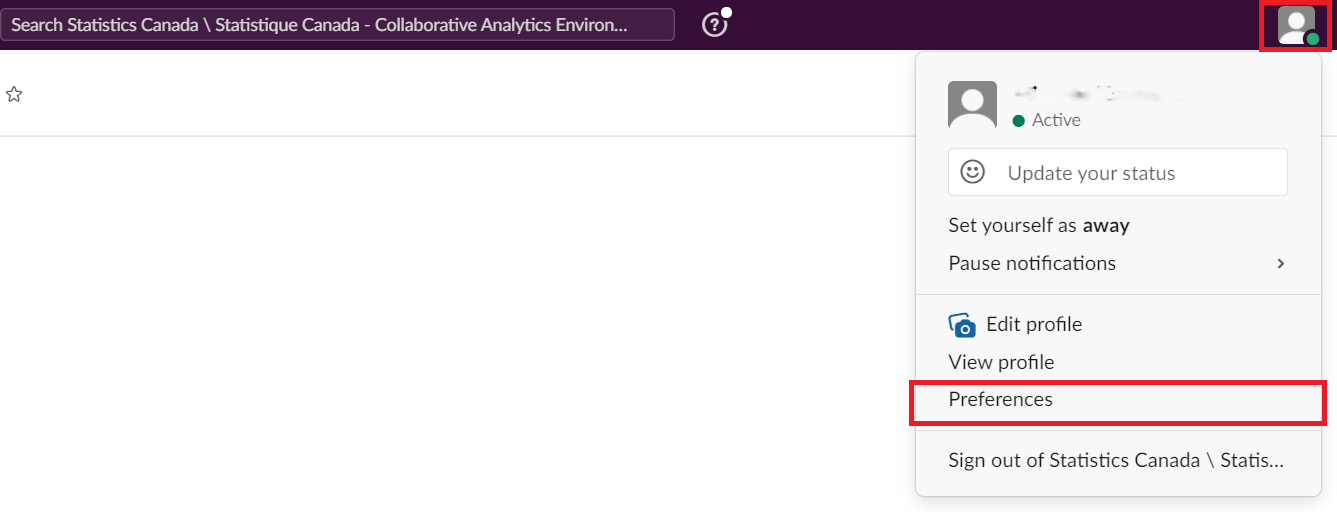 Search Statistics Canada \ Statistique Canada - Collaborative Analytics Environ...
Active
Update your status
Set yourself as away
Pause notifications
Edit profile
View profile
Preferences
Sign out of Statistics Canada \ Statis...